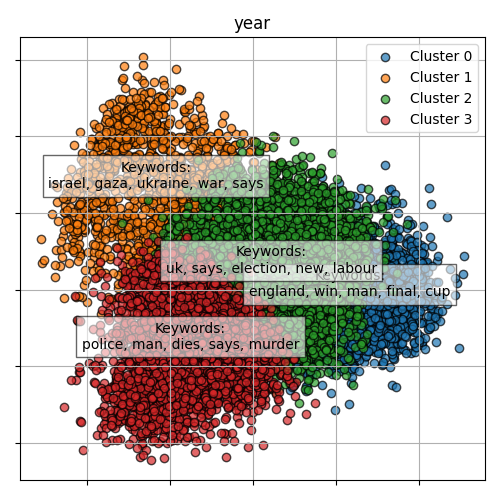 year
Cluster 0
Cluster 1
Cluster 2
Cluster 3
Keywords:
israel, gaza, ukraine, war, says
Keywords:
uk, says, election, new, labour
Keywords:
england, win, man, final, cup
Keywords:
police, man, dies, says, murder